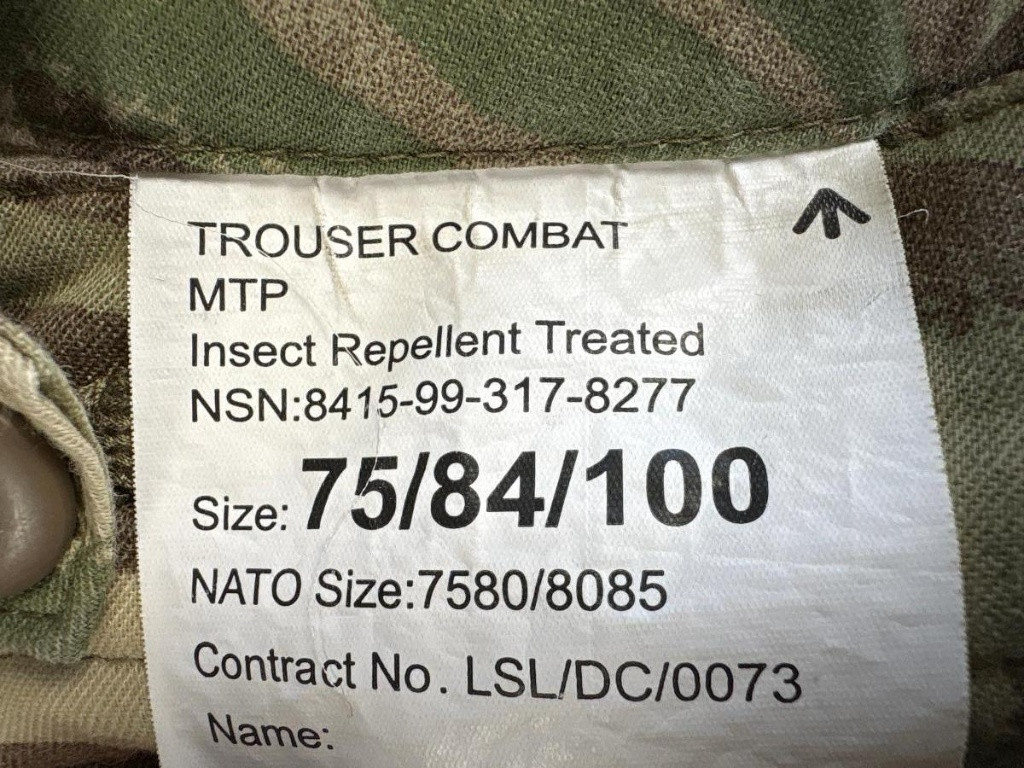 TROUSER COMBAT
MTP
Insect Repellent Treated
NSN:8415-99-317-8277
Size: 75/84/100
NATO Size:7580/8085
Contract No. LSL/DC/0073
Name: